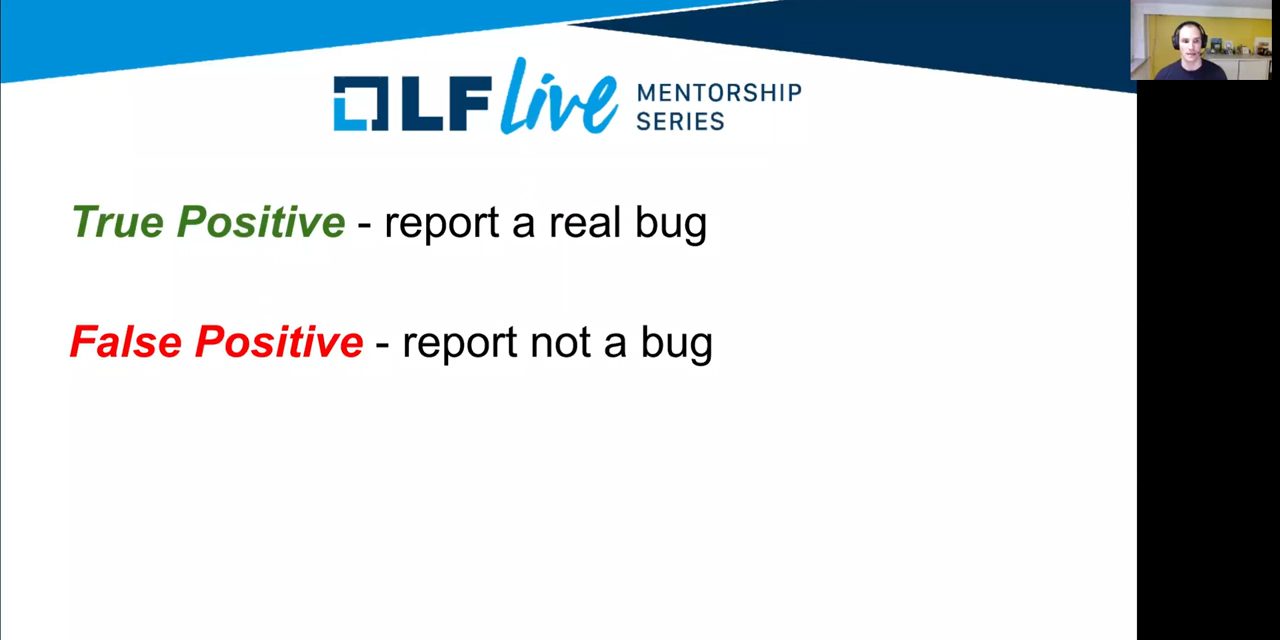 LF Live MENTORSHIP
SERIES
True Positive - report a real bug
False Positive - report not a bug